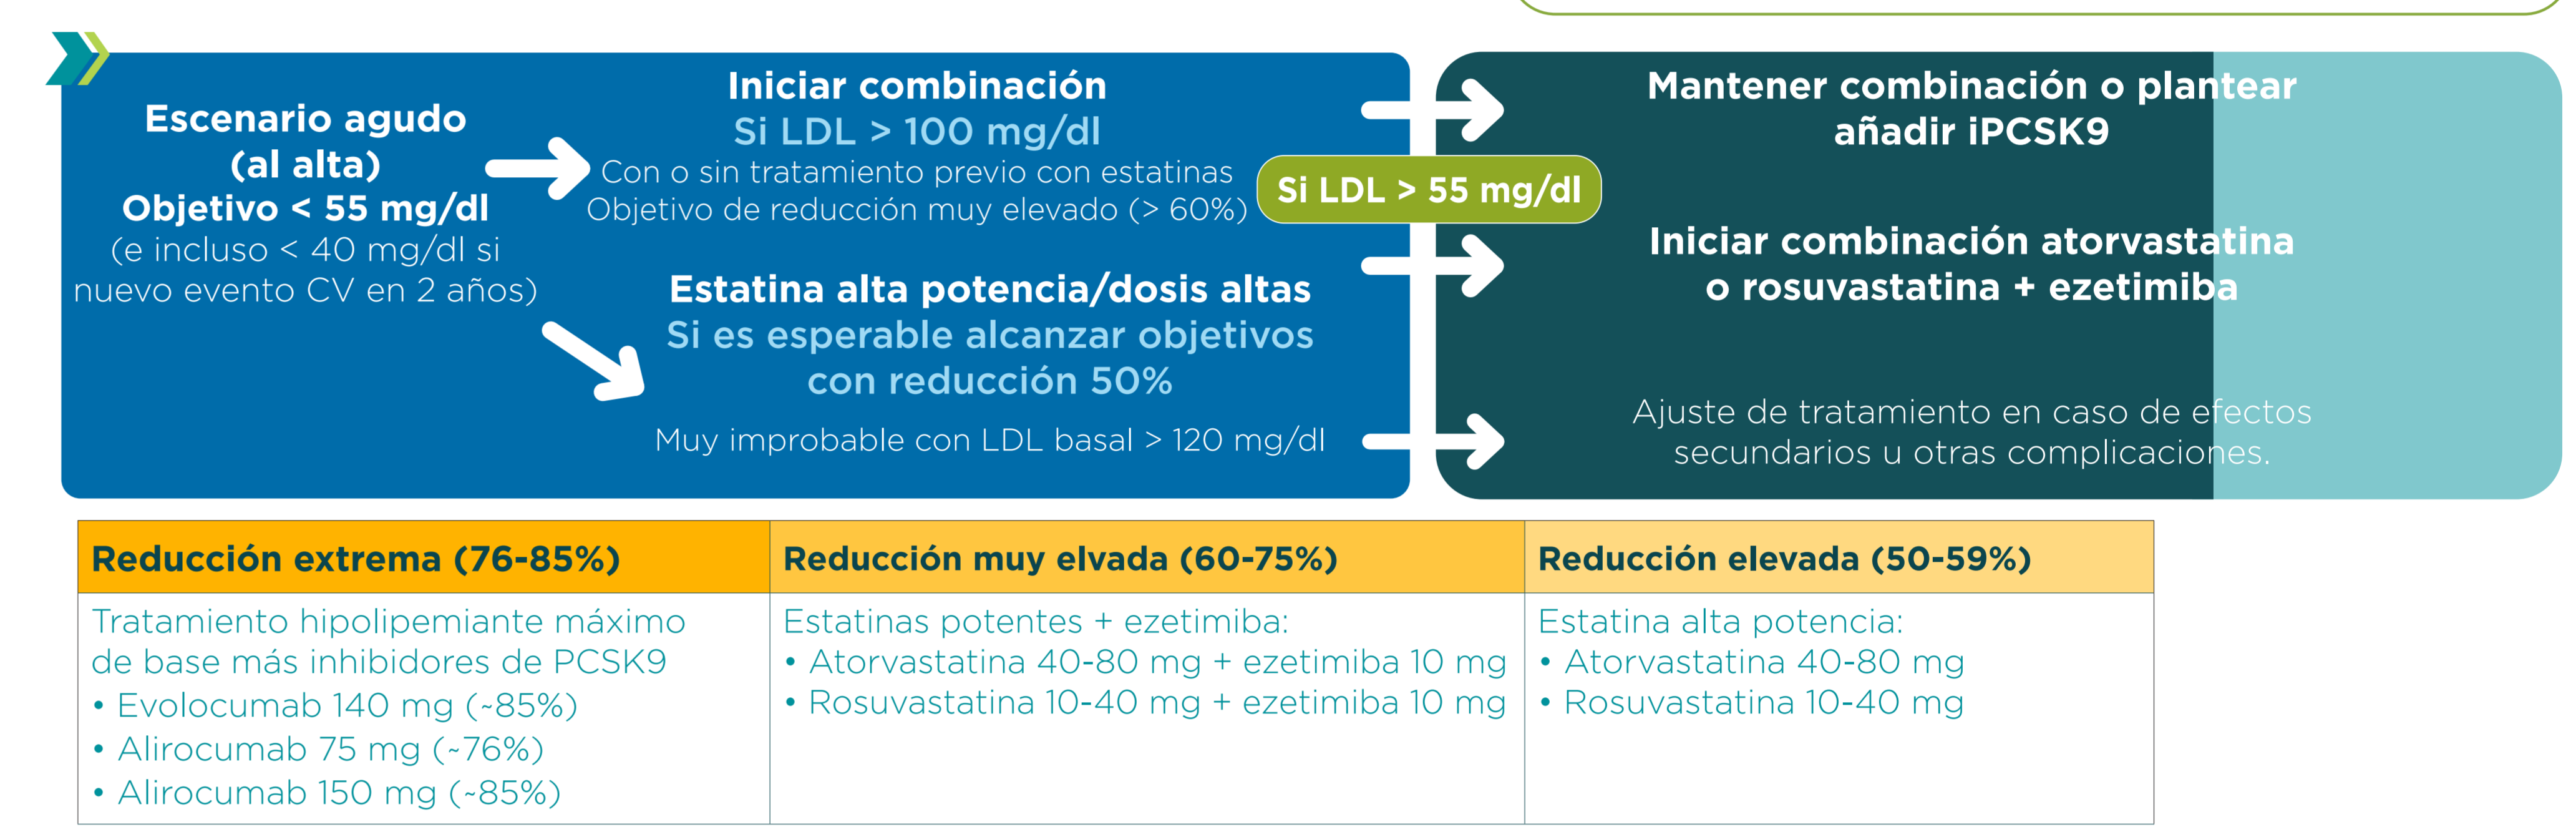 Escenario agudo
(al alta)
Objetivo < 55 mg/dl
(e incluso < 40 mg/dl si
nuevo evento CV en 2 años)
Iniciar combinación
Si LDL > 100 mg/dl
Con o sin tratamiento previo con estatinas
Objetivo de reducción muy elevado (> 60%)
Estatina alta potencia/dosis altas
Si es esperable alcanzar objetivos
con reducción 50%
Muy improbable con LDL basal > 120 mg/dl
Si LDL > 55 mg/dl
Mantener combinación o plantear
añadir iPCSK9
Iniciar combinación atorvastatina
o rosuvastatina + ezetimiba
Ajuste de tratamiento en caso de efectos
secundarios u otras complicaciones.
Reducción extrema (76-85%)
Tratamiento hipolipemiante máximo
de base más inhibidores de PCSK9
• Evolocumab 140 mg (~85%)
• Alirocumab 75 mg (~76%)
• Alirocumab 150 mg (~85%)
Reducción muy elvada (60-75%)
Estatinas potentes + ezetimiba:
• Atorvastatina 40-80 mg + ezetimiba 10 mg
• Rosuvastatina 10-40 mg + ezetimiba 10 mg
Reducción elevada (50-59%)
Estatina alta potencia:
• Atorvastatina 40-80 mg
• Rosuvastatina 10-40 mg